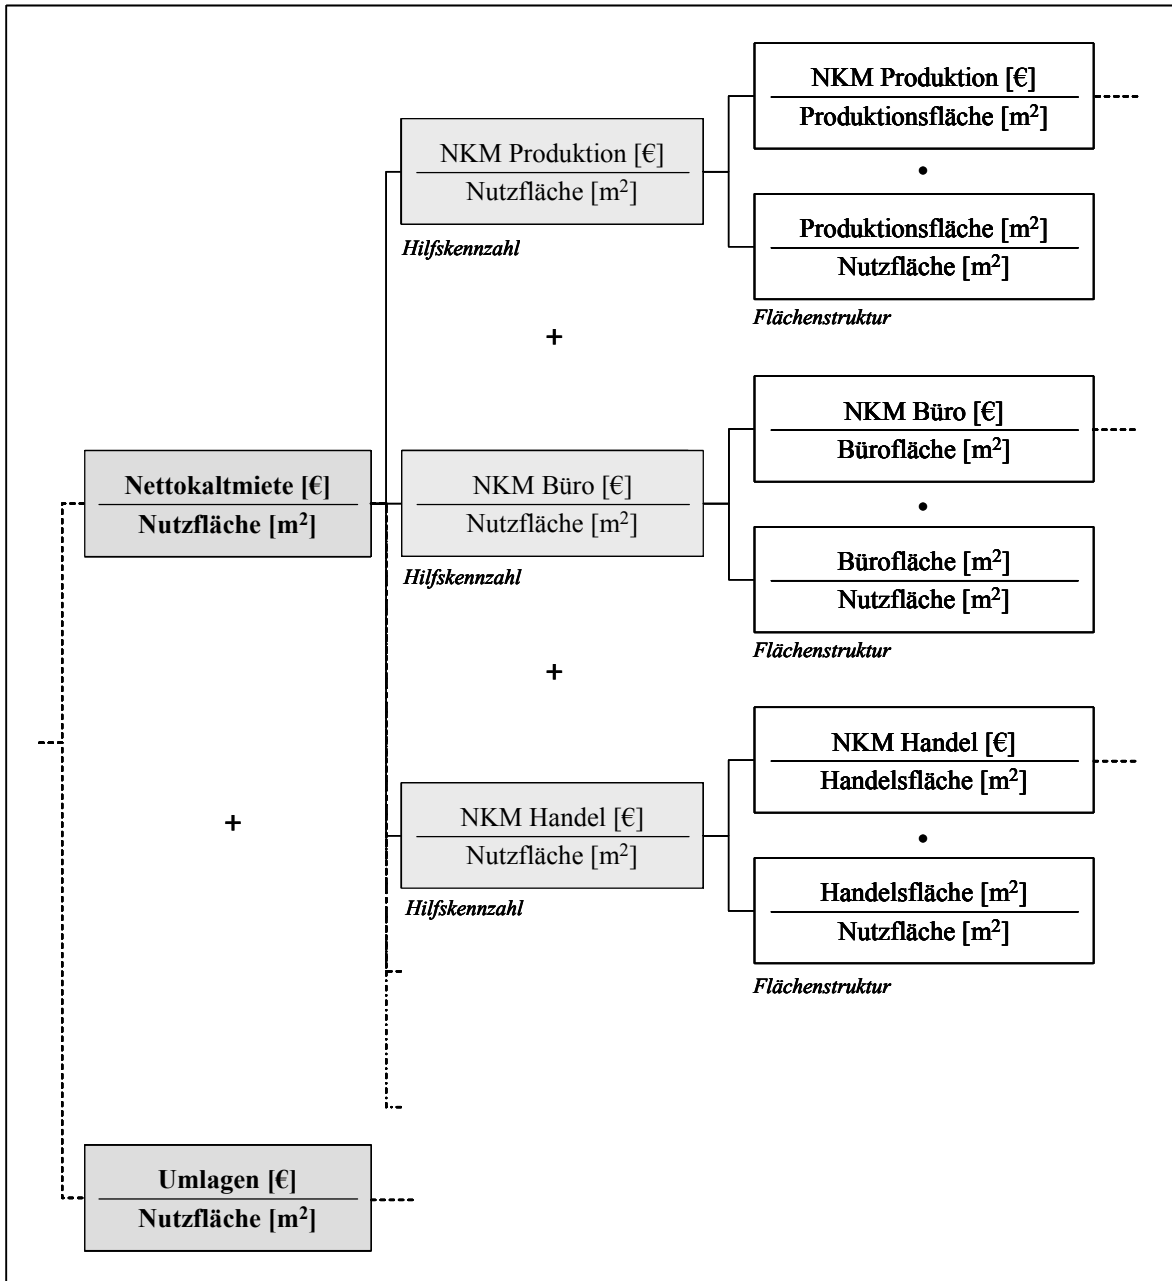 NKM Produktion [€]
Produktionsfläche [m²]
•
NKM Produktion [€]
Nutzfläche [m²]
Hilfskennzahl
Produktionsfläche [m²]
Nutzfläche [m²]
Flächenstruktur
+
NKM Büro [€]
Bürofläche [m²]
•
Nettokaltmiete [€]
Nutzfläche [m²]
NKM Büro [€]
Nutzfläche [m²]
Hilfskennzahl
Bürofläche [m²]
Nutzfläche [m²]
Flächenstruktur
+
NKM Handel [€]
Handelsfläche [m²]
•
+
NKM Handel [€]
Nutzfläche [m²]
Hilfskennzahl
Handelsfläche [m²]
Nutzfläche [m²]
Flächenstruktur
Umlagen [€]
Nutzfläche [m²]